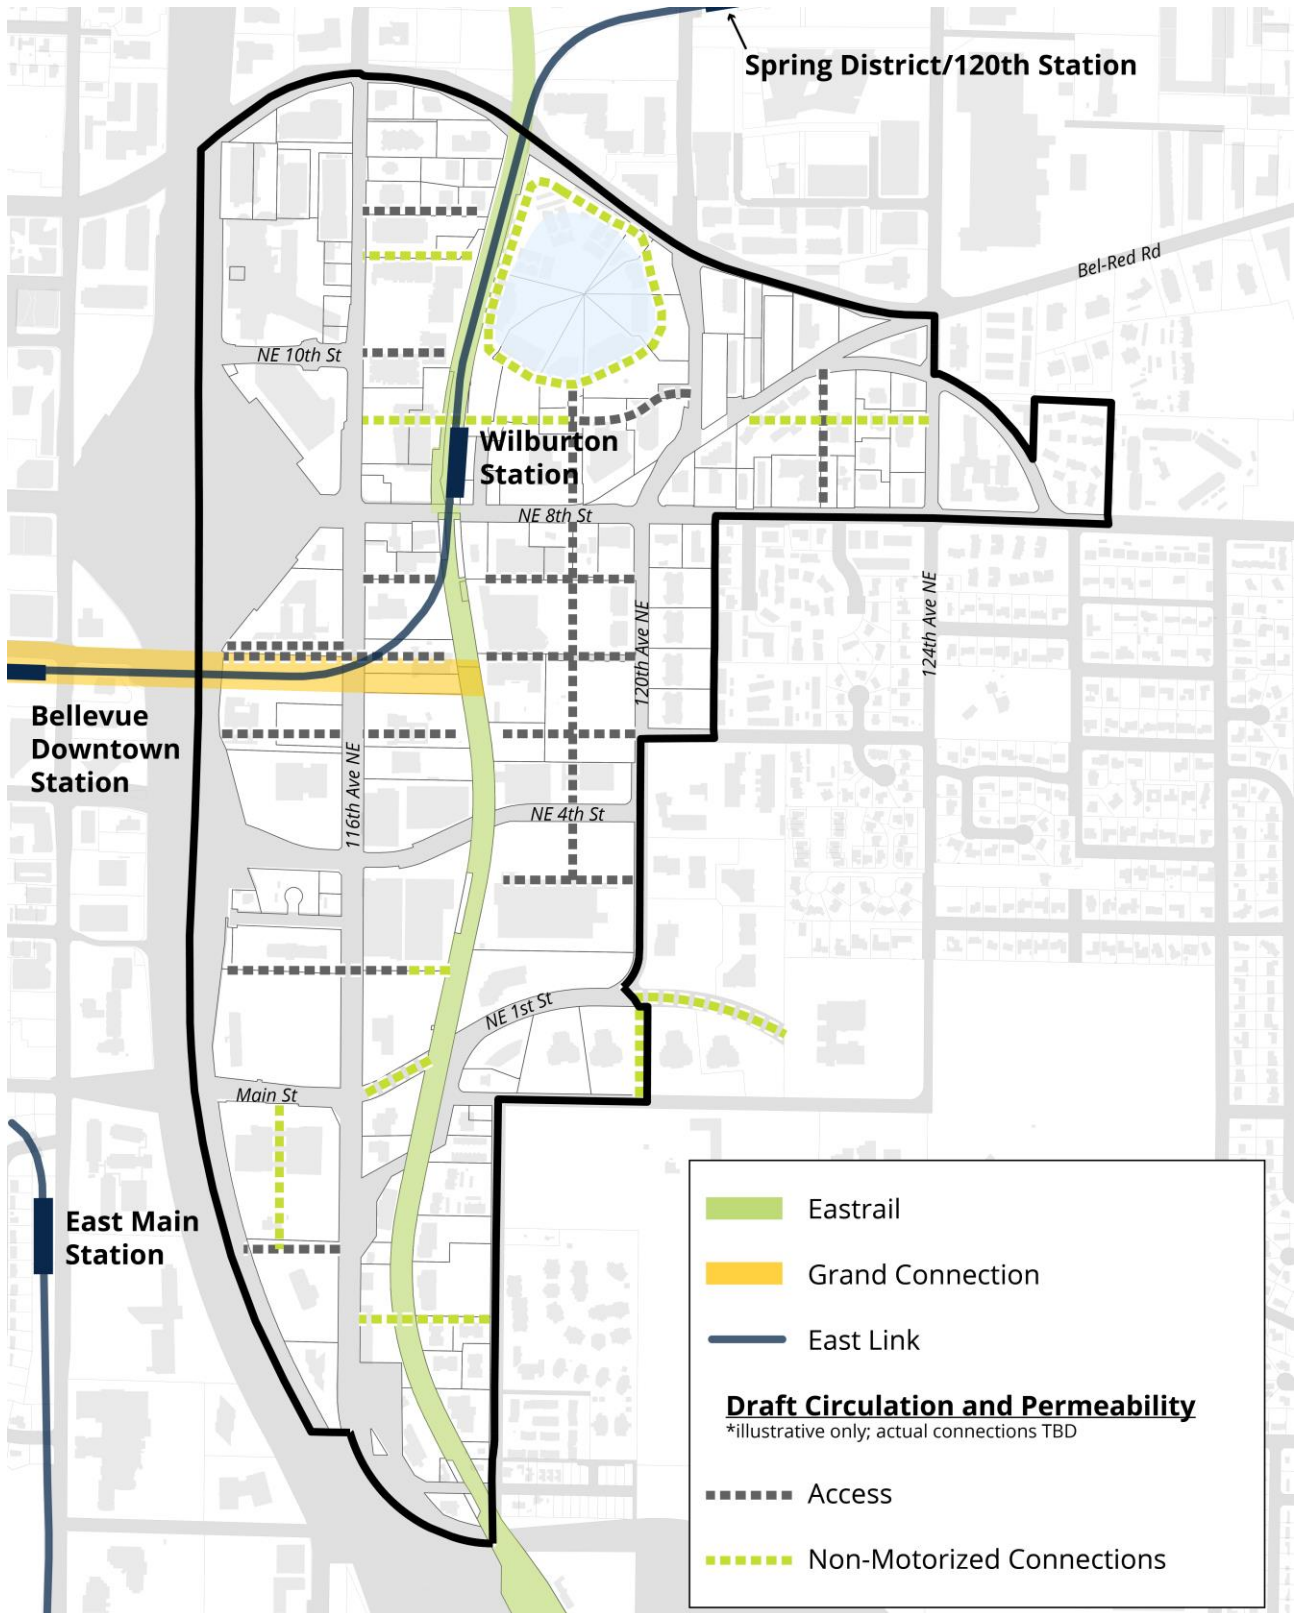 Spring District/120th Station
Bel-Red Rd
NE 10th St
Wilburton
Station
NE 8th St
124th Ave NE
120th Ave NE
Bellevue
Downtown
Station
116th Ave NE
NE 4th St
NE 1st St
Main St
East Main
Station
Eastrail
Grand Connection
East Link
Draft Circulation and Permeability
*illustrative only; actual connections TBD
Access
Non-Motorized Connections